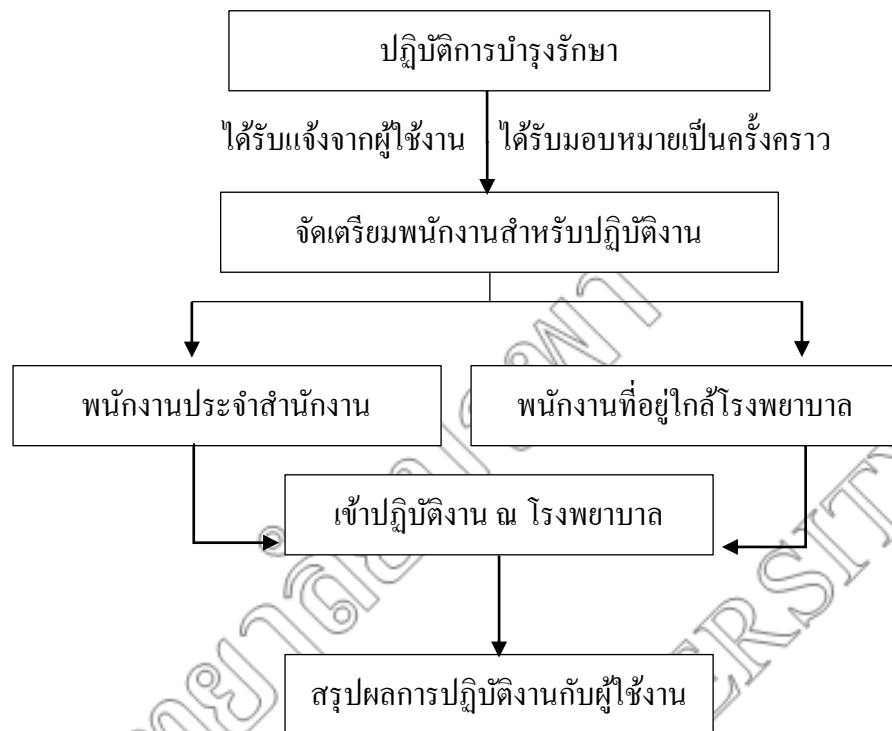 ปฏิบัติการบำรุงรักษา
ได้รับแจ้งจากผู้ใช้งาน ได้รับมอบหมายเป็นครั้งคราว
จัดเตรียมพนักงานสำหรับปฏิบัติงาน
พนักงานประจำสำนักงาน
พนักงานที่อยู่ใกล้โรงพยาบาล
เข้าปฏิบัติงาน ณ โรงพยาบาล
สรุปผลการปฏิบัติงานกับผู้ใช้งาน